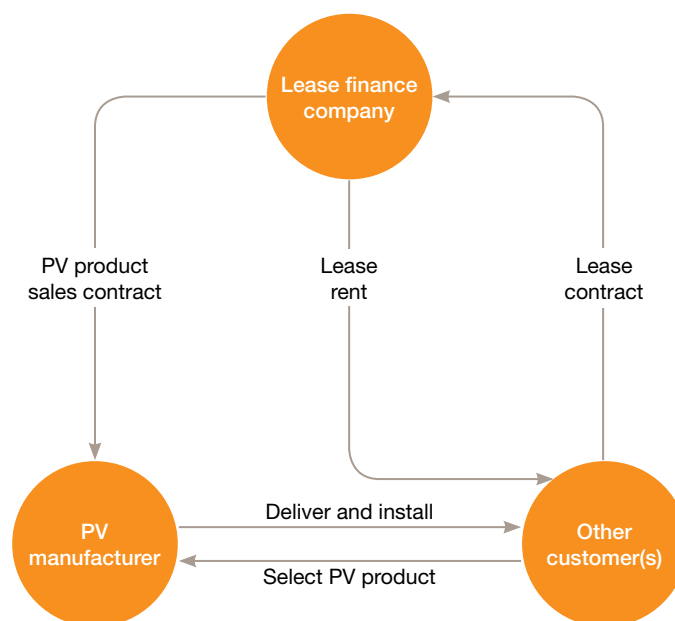 Lease finance
company
PV product
sales contract
Lease
rent
Lease
contract
Deliver and install
PV
manufacturer
Other
customer(s)
Select PV product